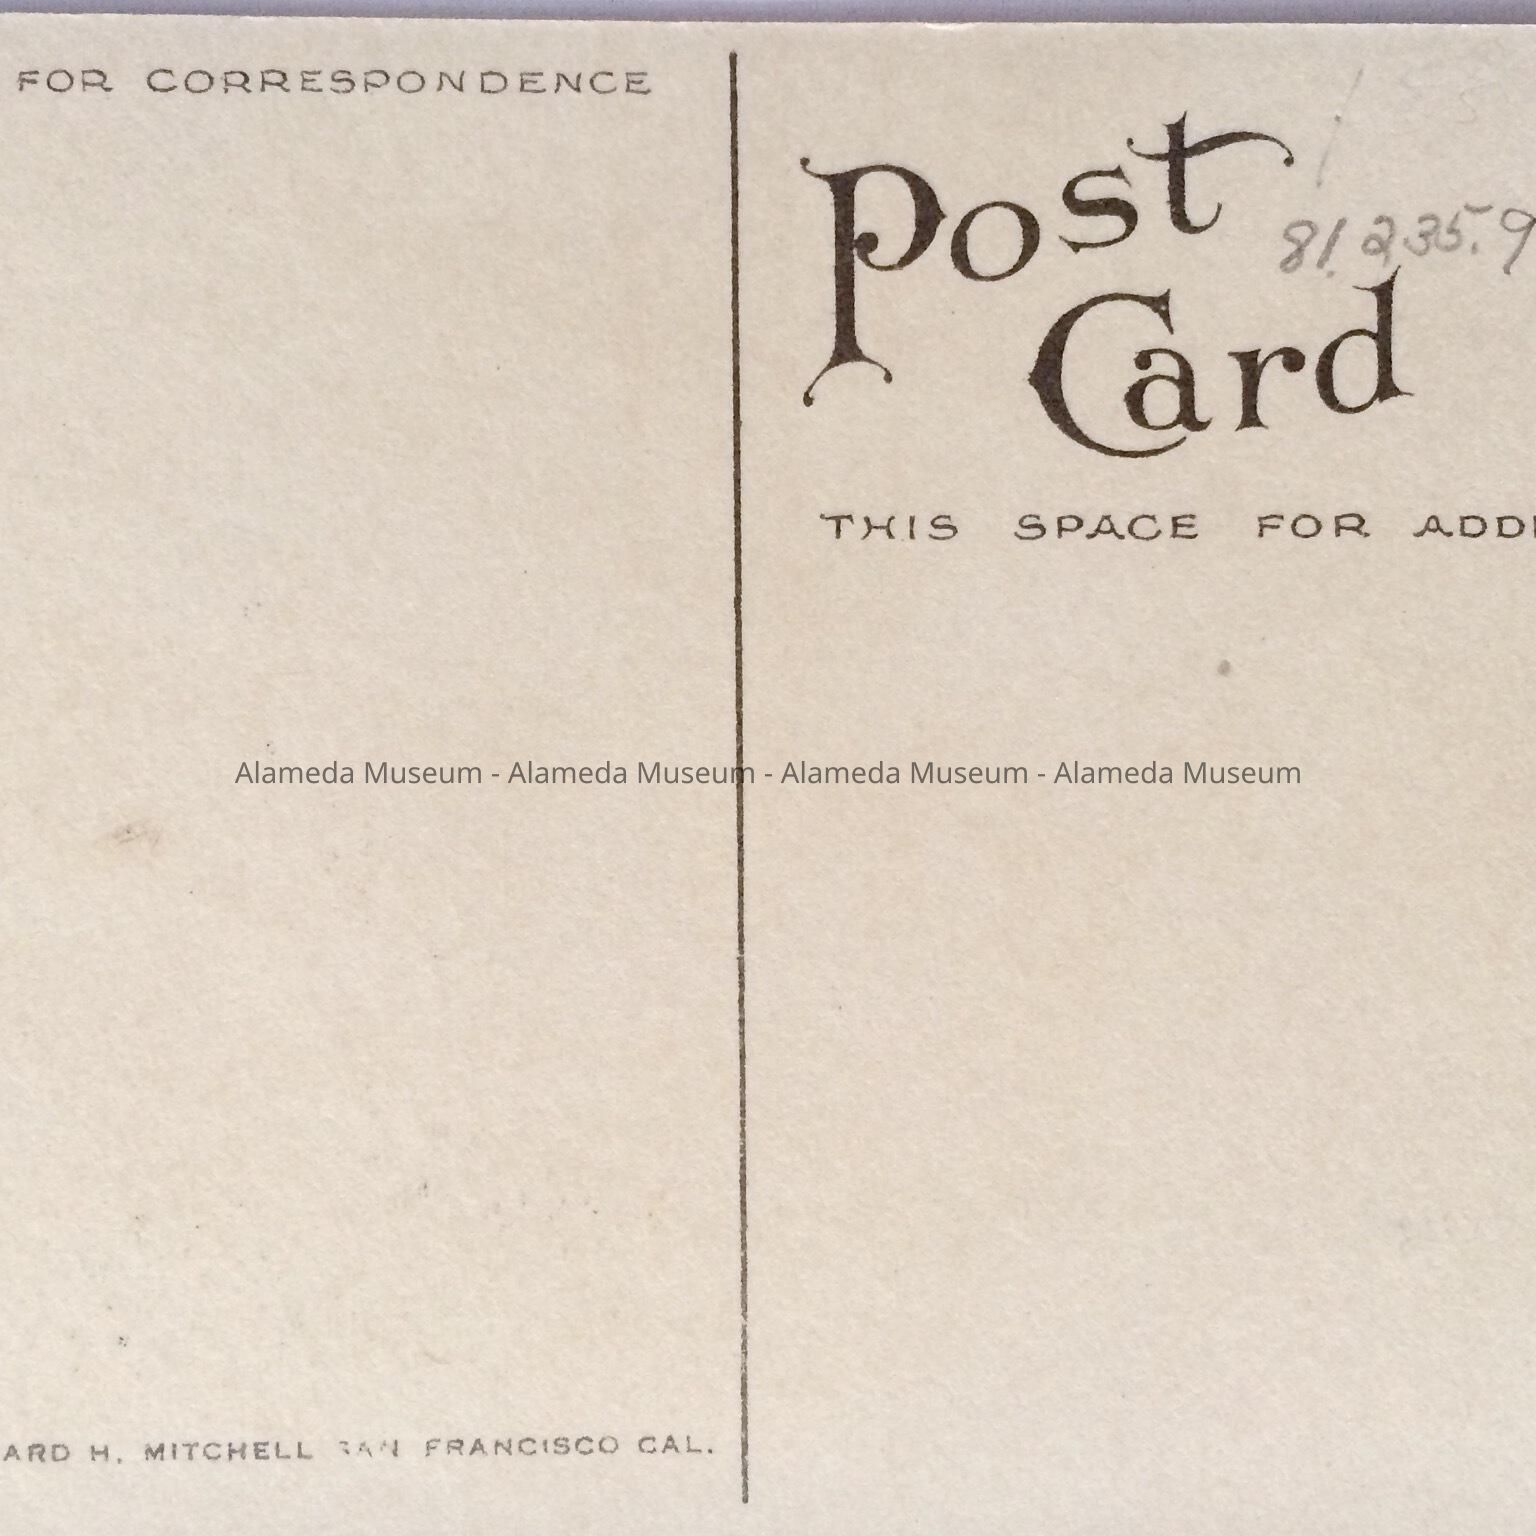 FOR CORRESPONDENCE
Post
Card
81.235.9
THIS SPACE FOR ADD
Alameda Museum - Alameda Museum - Alameda Museum - Alameda Museum
ARD H. MITCHELL SAN FRANCISCO CAL.